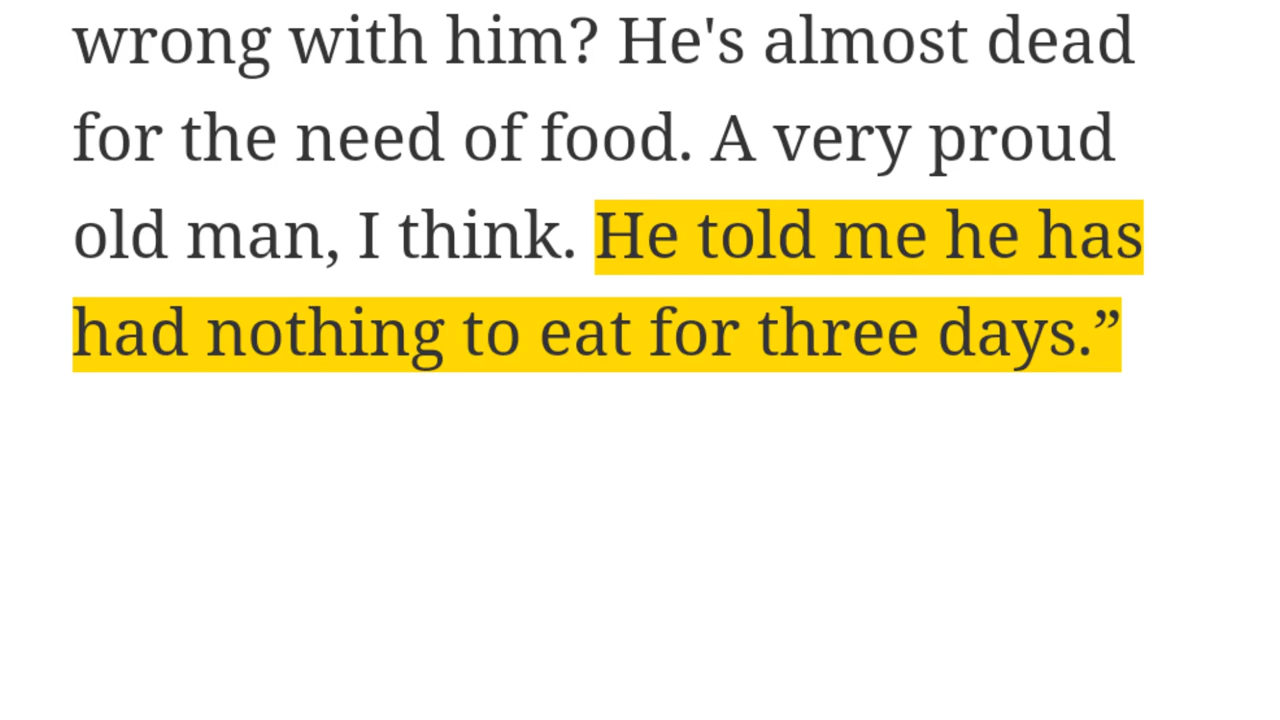 wrong with him? He's almost dead
for the need of food. A very proud
old man, I think. He told me he has
had nothing to eat for three days.”